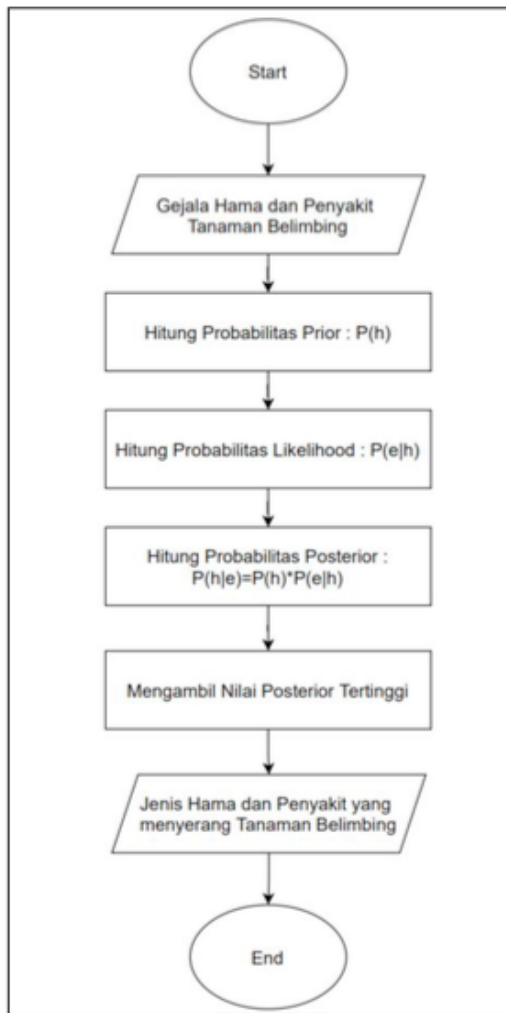 Start
Gejala Hama dan Penyakit
Tanaman Belimbing
Hitung Probabilitas Prior : P(h)
Hitung Probabilitas Likelihood : P(e|h)
Hitung Probabilitas Posterior :
P(h|e)=P(h)*P(e|h)
Mengambil Nilai Posterior Tertinggi
Jenis Hama dan Penyakit yang
menyerang Tanaman Belimbing
End